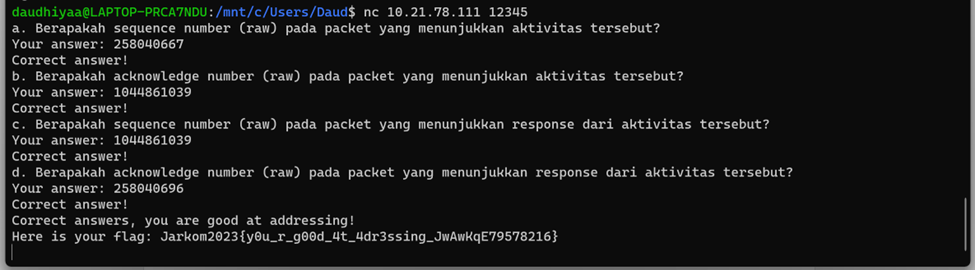 daudhiyaa@LAPTOP-PRCA7NDU:/mnt/c/Users/Daud$ nc 10.21.78.111 12345
a. Berapakah sequence number (raw) pada packet yang menunjukkan aktivitas tersebut?
Your answer: 258040667
Correct answer!
b. Berapakah acknowledge number (raw) pada packet yang menunjukkan aktivitas tersebut?
Your answer: 1044861039
Correct answer!
c. Berapakah sequence number (raw) pada packet yang menunjukkan response dari aktivitas tersebut?
Your answer: 1044861039
Correct answer!
d. Berapakah acknowledge number (raw) pada packet yang menunjukkan response dari aktivitas tersebut?
Your answer: 258040696
Correct answer!
Correct answers, you are good at addressing!
Here is your flag: Jarkom2023{y0u_r_g00d_4t_4dr3ssing_JwAwKqE79578216}